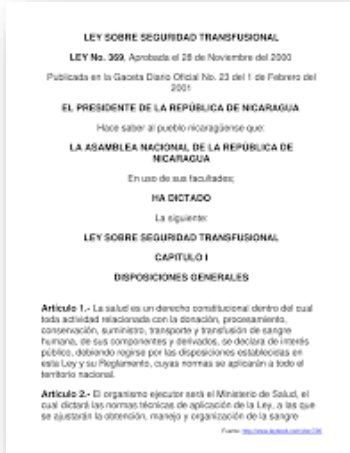 LEY SOBRE SEGURIDAD TRANSFUSIONAL
LEY No. 369, Aprobada el 28 de Noviembre del 2000
Publicada en la Gaceta Diario Oficial No. 23 del 1 de Febrero del
2001
EL PRESIDENTE DE LA REPÚBLICA DE NICARAGUA
Hace saber al pueblo nicaragüense que:
LA ASAMBLEA NACIONAL DE LA REPÚBLICA DE
NICARAGUA
En uso de sus facultades;
HA DICTADO
La siguiente:
LEY SOBRE SEGURIDAD TRANSFUSIONAL
CAPITULO I
DISPOSICIONES GENERALES
Artículo 1.- La salud es un derecho constitucional dentro del cual
toda actividad relacionada con la donación, procesamiento,
conservación, suministro, transporte y transfusión de sangre
humana, de sus componentes y derivados, se declara de interés
público, debiendo regirse por las disposiciones establecidas en
esta Ley y su Reglamento, cuyas normas se aplicarán a todo el
territorio nacional.
Artículo 2.- El organismo ejecutor será el Ministerio de Salud, el
cual dictará las normas técnicas de aplicación de la Ley, a las que
se ajustarán la obtención, manejo y organización de la sangre
Fuente: